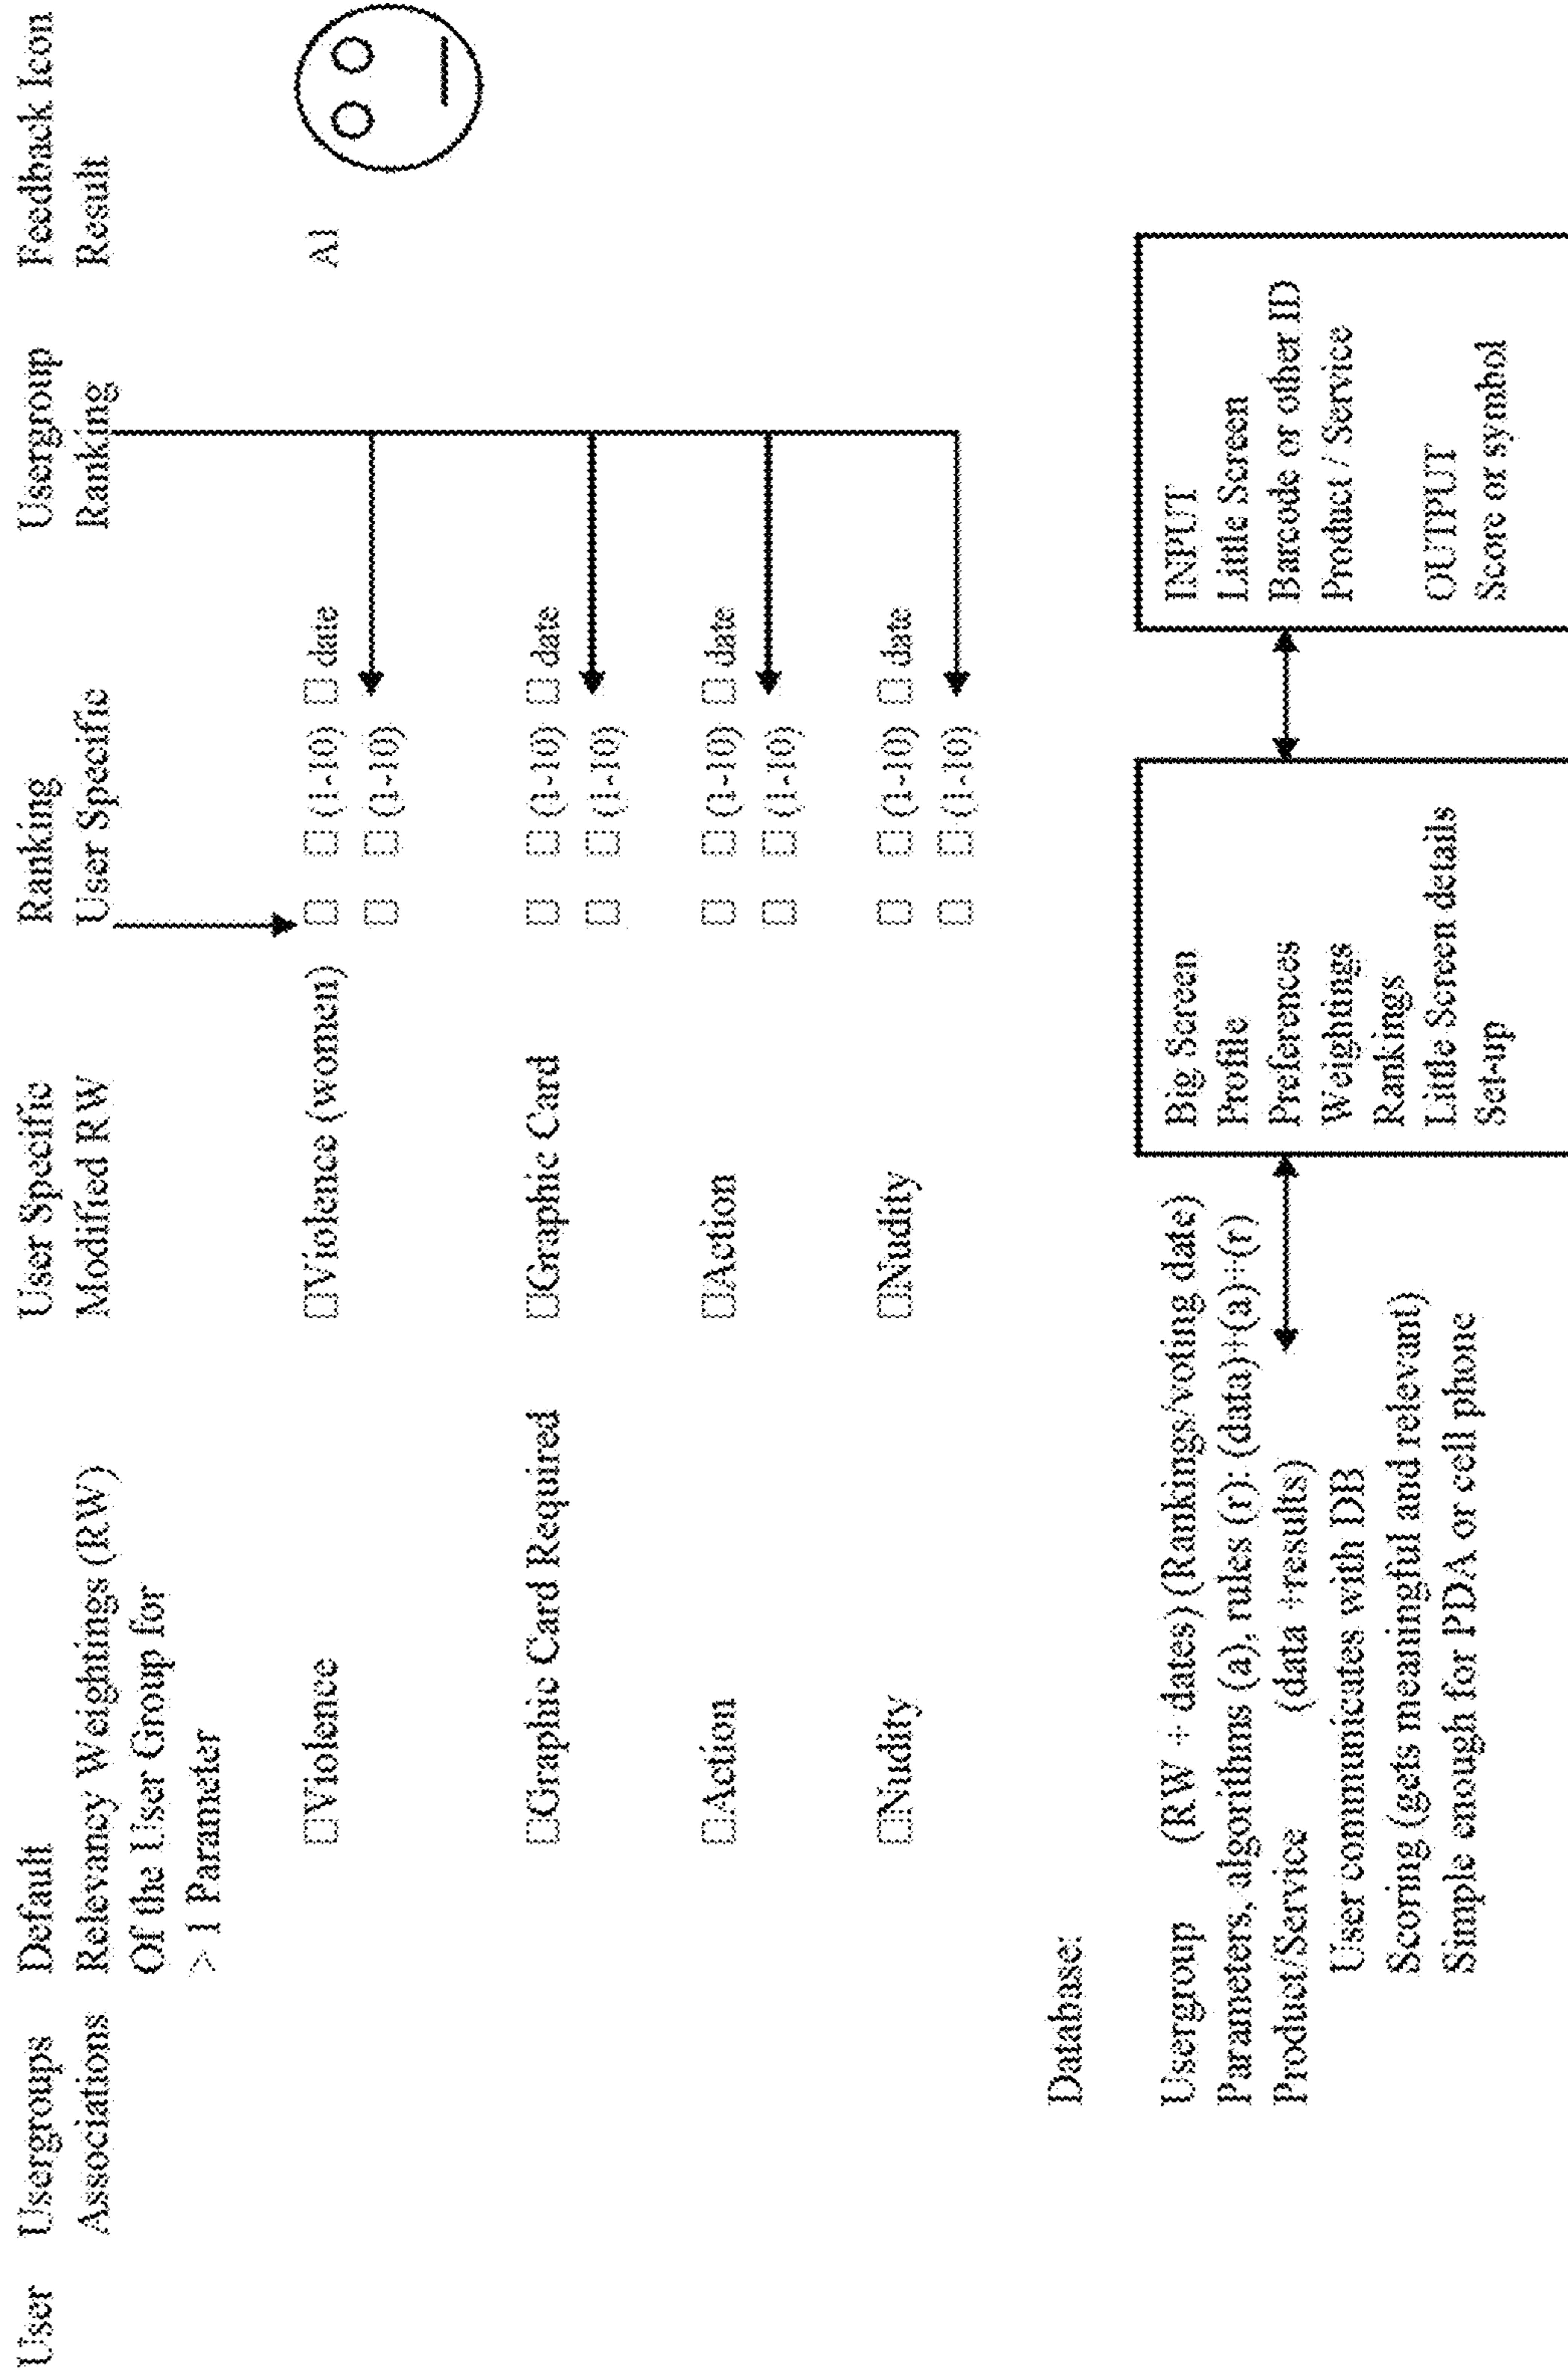 User
Usergroups
Associations
Default
Relevancy Weightings (RW)
Of the User Group for
> 1 Parameter
User Specific
Modified RW
Ranking
User Specific
Usergroup
Ranking
Feedback Icon
Result
☐Violence
☐Violence (women)
☐ ☐ (1-10) ☐ date
☐ ☐ (1-10)
AI
☐Graphic Card Required
☐Graphic Card
☐ ☐ (1-10) ☐ date
☐ ☐ (1-10)
☐Action
☐Action
☐ ☐ (1-10) ☐ date
☐ ☐ (1-10)
☐Nudity
☐Nudity
☐ ☐ (1-10) ☐ date
☐ ☐ (1-10)
Database:
Usergroup (RW + dates) (Rankings/voting date)
Parameters, algorithms (a), rules (r): (data)+(a)+(r)
Product/Service (data +results)
User communicates with DB
Scoring (gets meaningful and relevant)
Simple enough for PDA or cell phone
Big Screen
Profile
Preferences
Weightings
Rankings
Little Screen details
Set-up
INPUT
Little Screen
Barcode or other ID
Product / Service
OUTPUT
Score or symbol